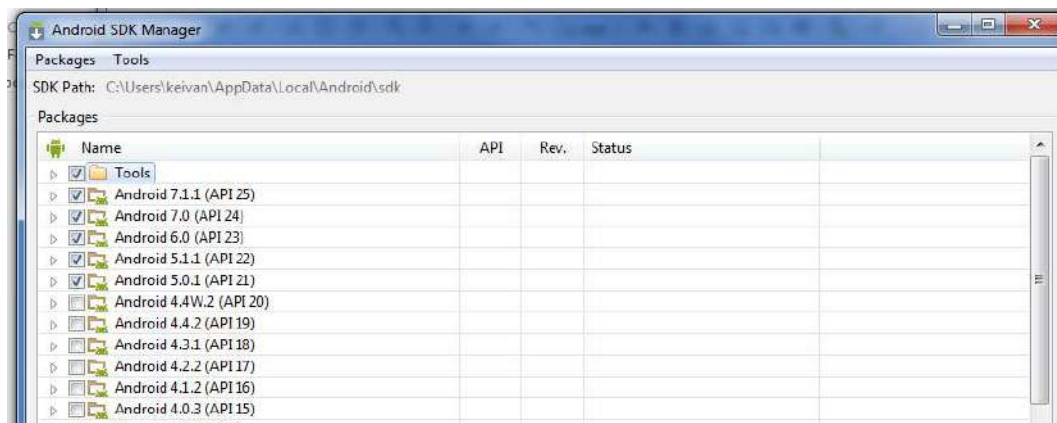 Android SDK Manager
Packages Tools
SDK Path: C:\Users\keivan\AppData\Local\Android\sdk
Packages
Name API Rev. Status
Tools
Android 7.1.1 (API 25)
Android 7.0 (API 24)
Android 6.0 (API 23)
Android 5.1.1 (API 22)
Android 5.0.1 (API 21)
Android 4.4W.2 (API 20)
Android 4.4.2 (API 19)
Android 4.3.1 (API 18)
Android 4.2.2 (API 17)
Android 4.1.2 (API 16)
Android 4.0.3 (API 15)